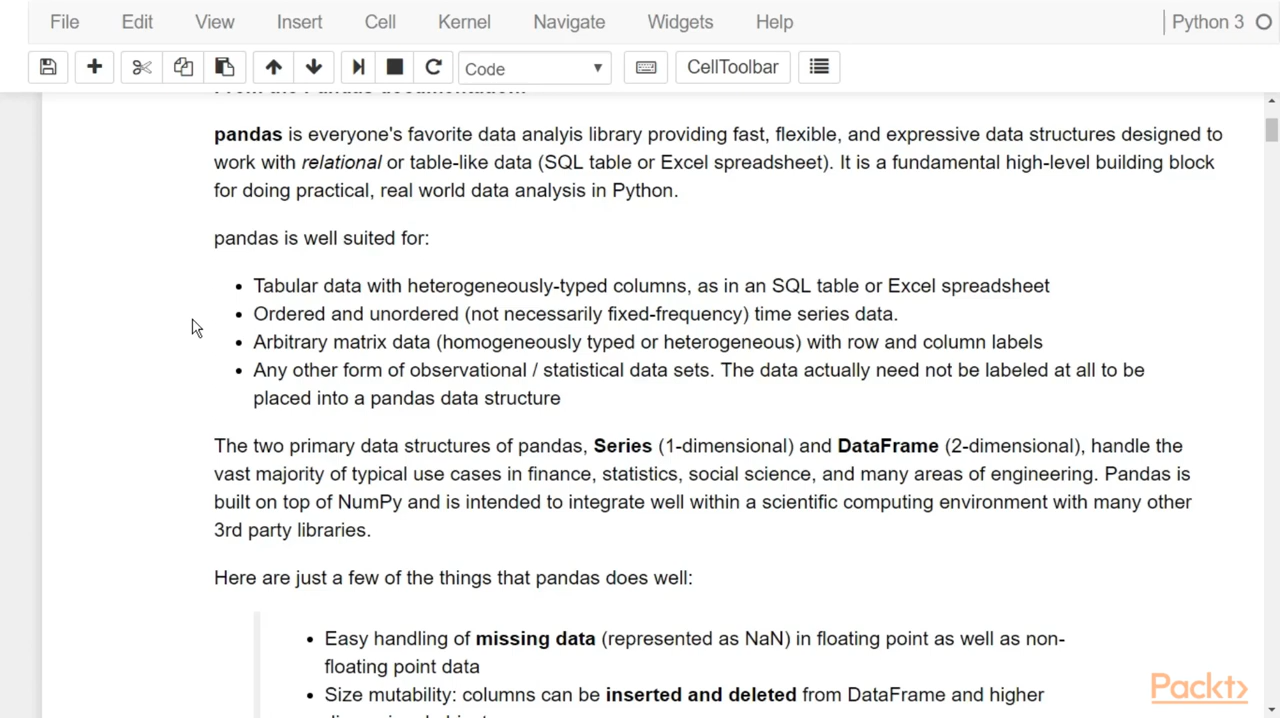 File Edit View Insert Cell Kernel Navigate Widgets Help Python 3
Code CellToolbar
From the Pandas documentation:
pandas is everyone's favorite data analyis library providing fast, flexible, and expressive data structures designed to
work with relational or table-like data (SQL table or Excel spreadsheet). It is a fundamental high-level building block
for doing practical, real world data analysis in Python.
pandas is well suited for:
• Tabular data with heterogeneously-typed columns, as in an SQL table or Excel spreadsheet
• Ordered and unordered (not necessarily fixed-frequency) time series data.
• Arbitrary matrix data (homogeneously typed or heterogeneous) with row and column labels
• Any other form of observational / statistical data sets. The data actually need not be labeled at all to be
placed into a pandas data structure
The two primary data structures of pandas, Series (1-dimensional) and DataFrame (2-dimensional), handle the
vast majority of typical use cases in finance, statistics, social science, and many areas of engineering. Pandas is
built on top of NumPy and is intended to integrate well within a scientific computing environment with many other
3rd party libraries.
Here are just a few of the things that pandas does well:
• Easy handling of missing data (represented as NaN) in floating point as well as non-
floating point data
• Size mutability: columns can be inserted and deleted from DataFrame and higher
Packt>